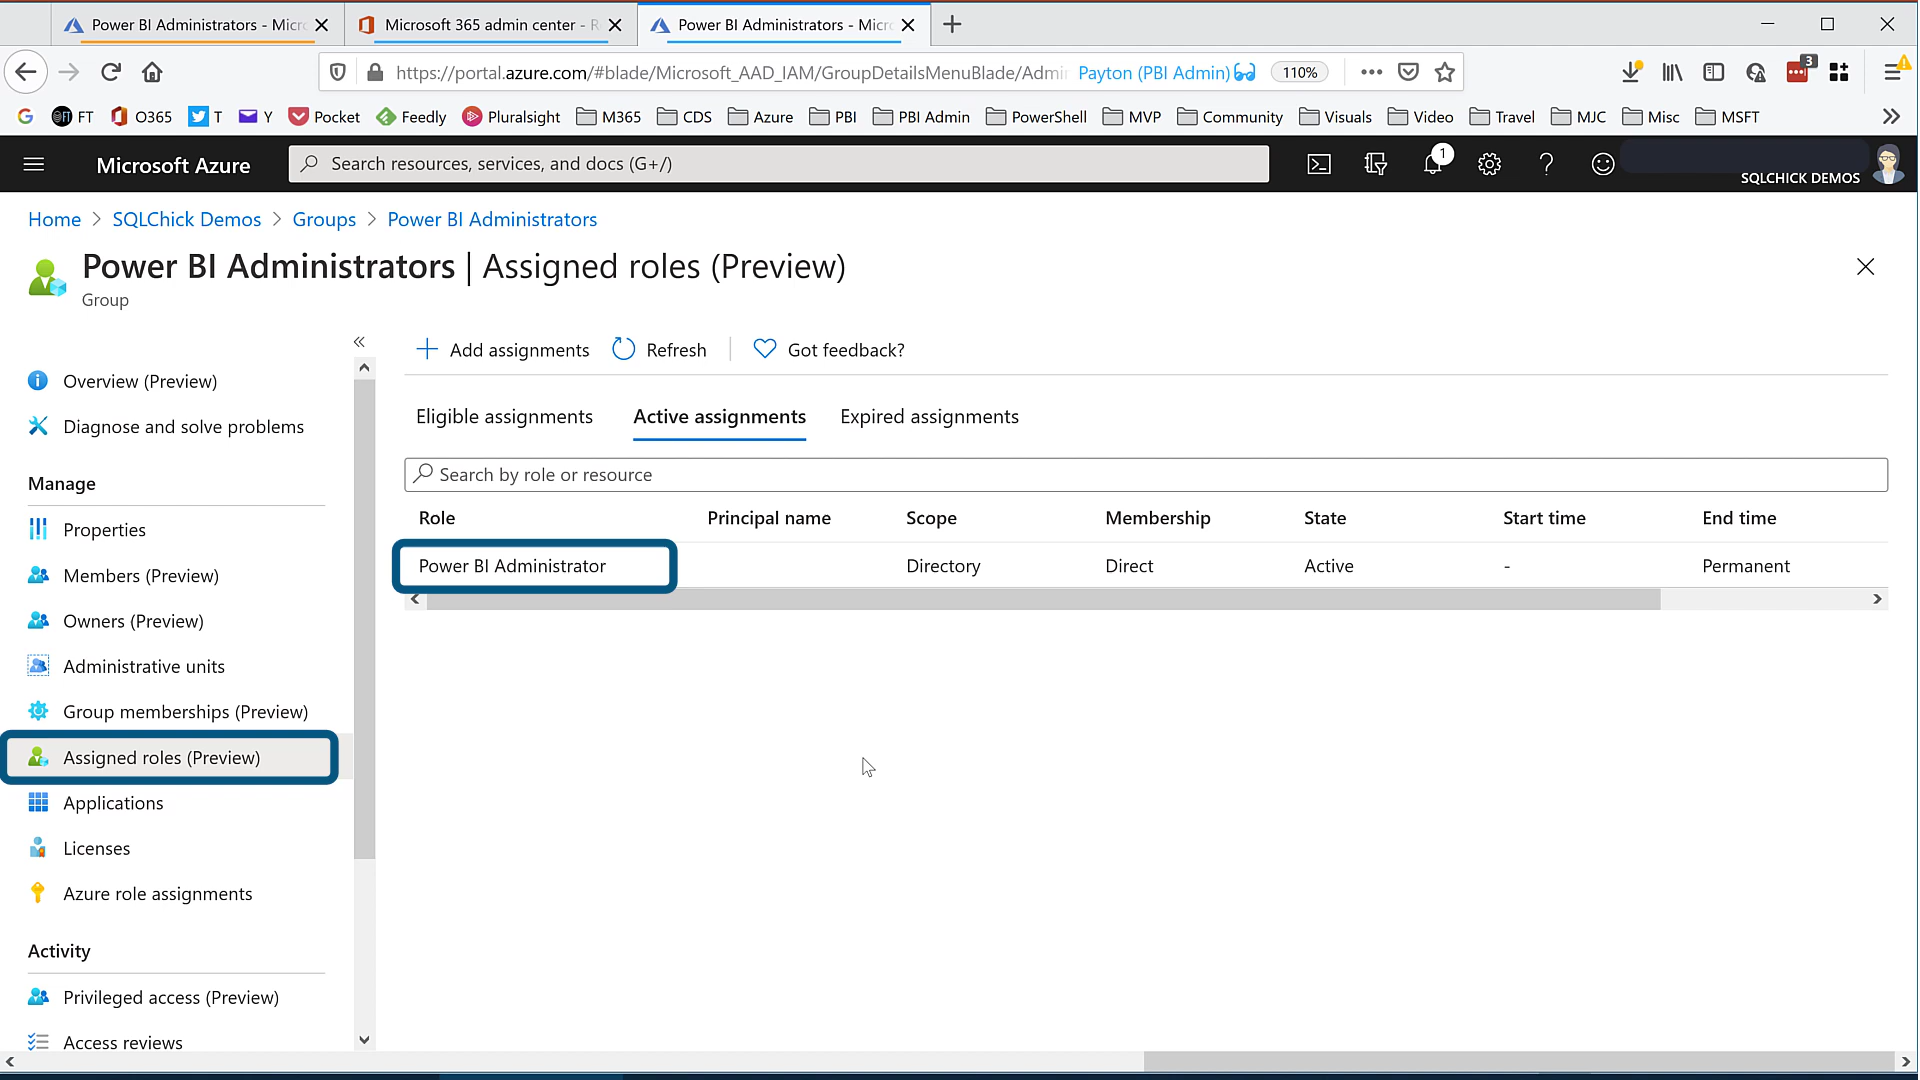 Power BI Administrators - Micr
Microsoft 365 admin center - R
Power BI Administrators - Micr
https://portal.azure.com/#blade/Microsoft_AAD_IAM/GroupDetailsMenuBlade/Admi
Payton (PBI Admin)
110%
3
G
FT
O365
T
Y
Pocket
Feedly
Pluralsight
M365
CDS
Azure
PBI
PBI Admin
PowerShell
MVP
Community
Visuals
Video
Travel
MJC
Misc
MSFT
Microsoft Azure
Search resources, services, and docs (G+/)
1
SQLCHICK DEMOS
Home > SQLChick Demos > Groups > Power BI Administrators
Power BI Administrators | Assigned roles (Preview)
Group
Overview (Preview)
Diagnose and solve problems
Manage
Properties
Members (Preview)
Owners (Preview)
Administrative units
Group memberships (Preview)
Assigned roles (Preview)
Applications
Licenses
Azure role assignments
Activity
Privileged access (Preview)
Access reviews
Add assignments
Refresh
Got feedback?
Eligible assignments
Active assignments
Expired assignments
Search by role or resource
Role Principal name Scope Membership State Start time End time
Power BI Administrator Directory Direct Active - Permanent